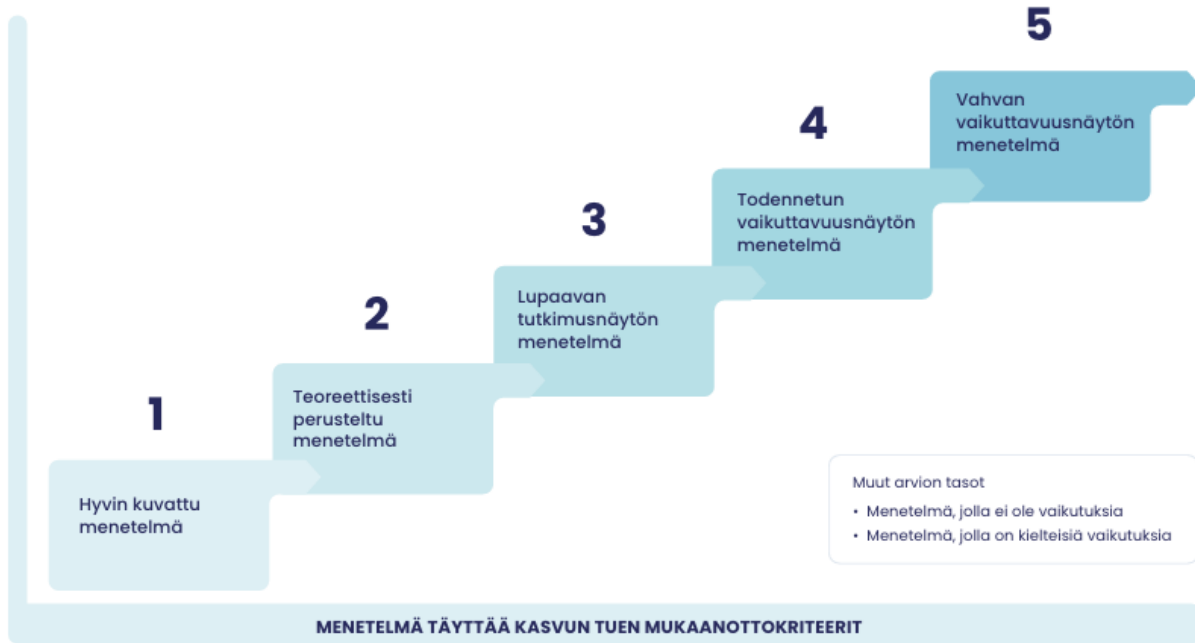 1
Hyvin kuvattu
menetelmä
2
Teoreettisesti
perusteltu
menetelmä
3
Lupaavan
tutkimusnäytön
menetelmä
4
Todennetun
vaikuttavuusnäytön
menetelmä
5
Vahvan
vaikuttavuusnäytön
menetelmä
Muut arvion tasot
• Menetelmä, jolla ei ole vaikutuksia
• Menetelmä, jolla on kielteisiä vaikutuksia
MENETELMÄ TÄYTTÄÄ KASVUN TUEN MUKAANOTTOKRITEERIT